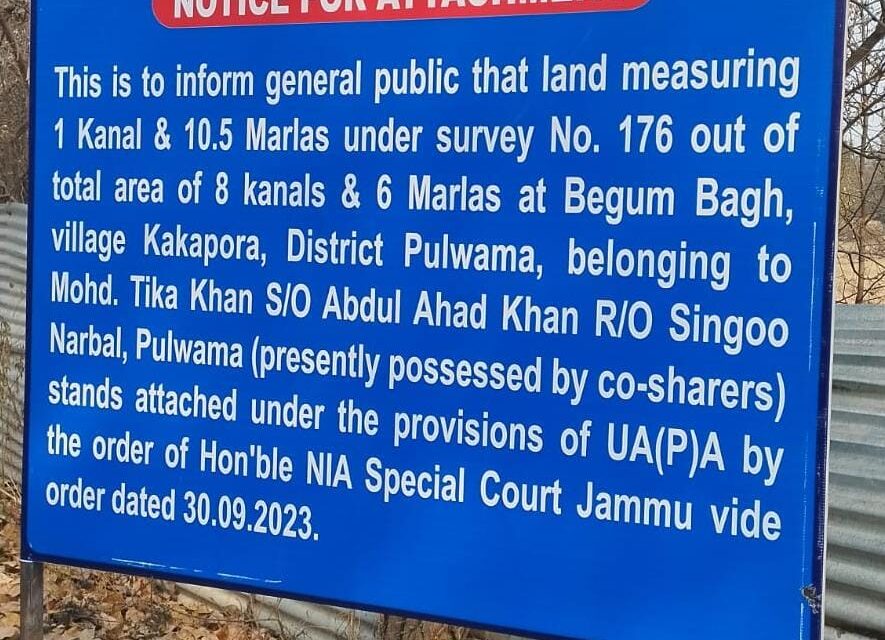 NOTICE FOR ATTACHMENT
This is to inform general public that land measuring
1 Kanal & 10.5 Marlas under survey No. 176 out of
total area of 8 kanals & 6 Marlas at Begum Bagh,
village Kakapora, District Pulwama, belonging to
Mohd. Tika Khan S/O Abdul Ahad Khan R/O Singoo
Narbal, Pulwama (presently possessed by co-sharers)
stands attached under the provisions of UA(P)A by
the order of Hon'ble NIA Special Court Jammu vide
order dated 30.09.2023.